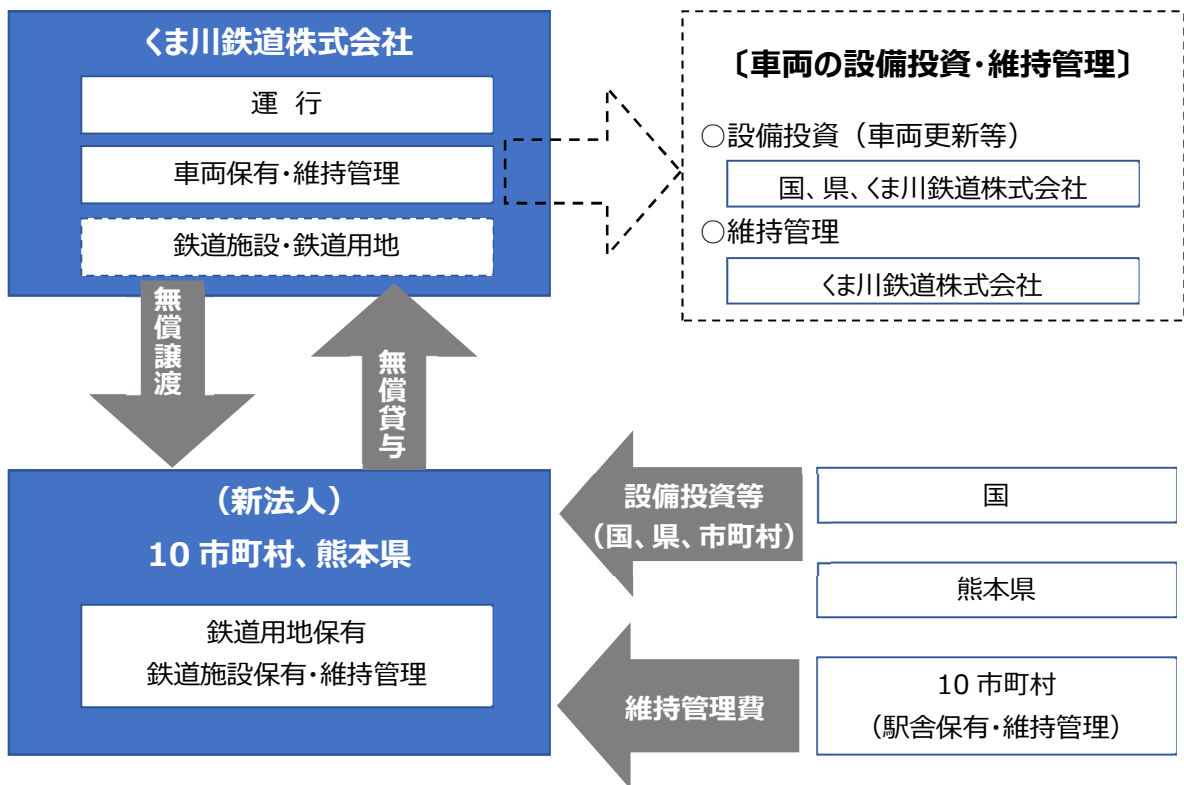 くま川鉄道株式会社
運 行
車両保有・維持管理
鉄道施設・鉄道用地
〔車両の設備投資・維持管理〕
○設備投資（車両更新等）
国、県、くま川鉄道株式会社
○維持管理
くま川鉄道株式会社
無償譲渡
無償貸与
（新法人）
10 市町村、熊本県
鉄道用地保有
鉄道施設保有・維持管理
設備投資等
（国、県、市町村）
維持管理費
国
熊本県
10 市町村
（駅舎保有・維持管理）